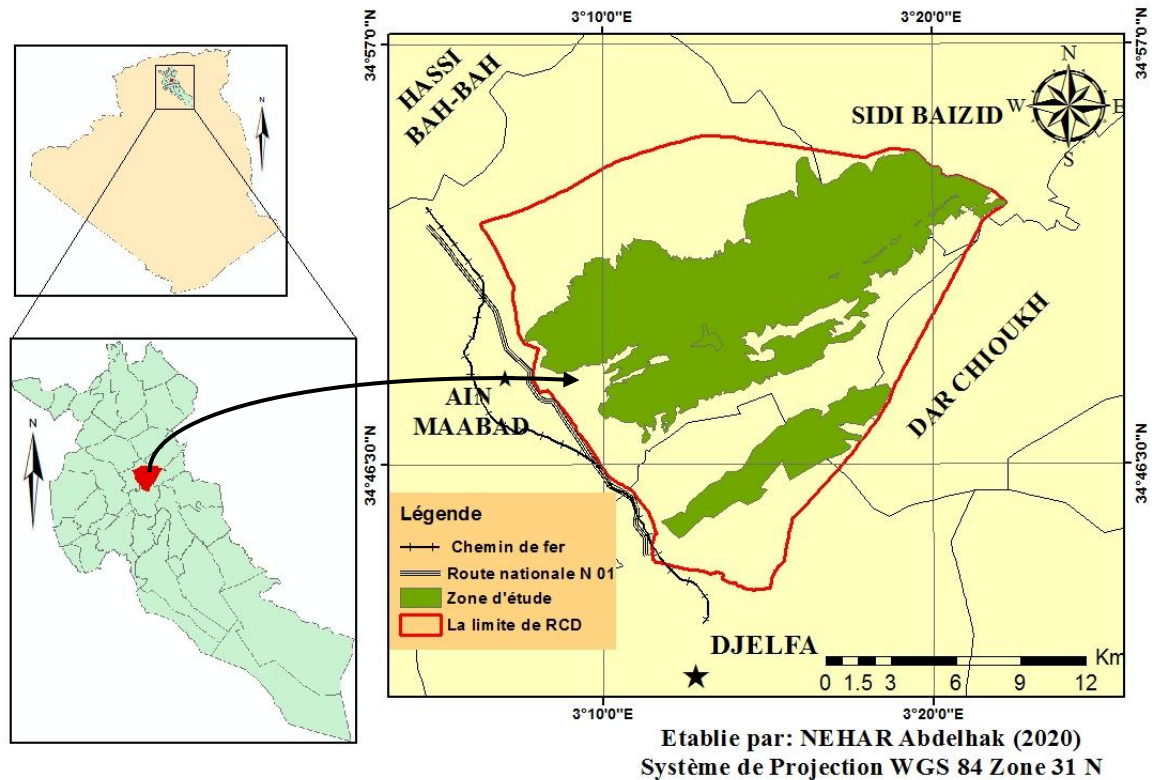 3°10'0"E
3°20'0"E
34°57'0"N
34°57'0"N
HASSI
BAH-BAH
SIDI BAIZID
N
W
E
S
N
N
AIN
MAABAD
DAR CHIOUKH
34°46'30"N
34°46'30"N
Légende
Chemin de fer
Route nationale N 01
Zone d'étude
La limite de RCD
DJELFA
Km
0 1.5 3 6 9 12
3°10'0"E
3°20'0"E
Etablie par: NEHAR Abdelhak (2020)
Système de Projection WGS 84 Zone 31 N